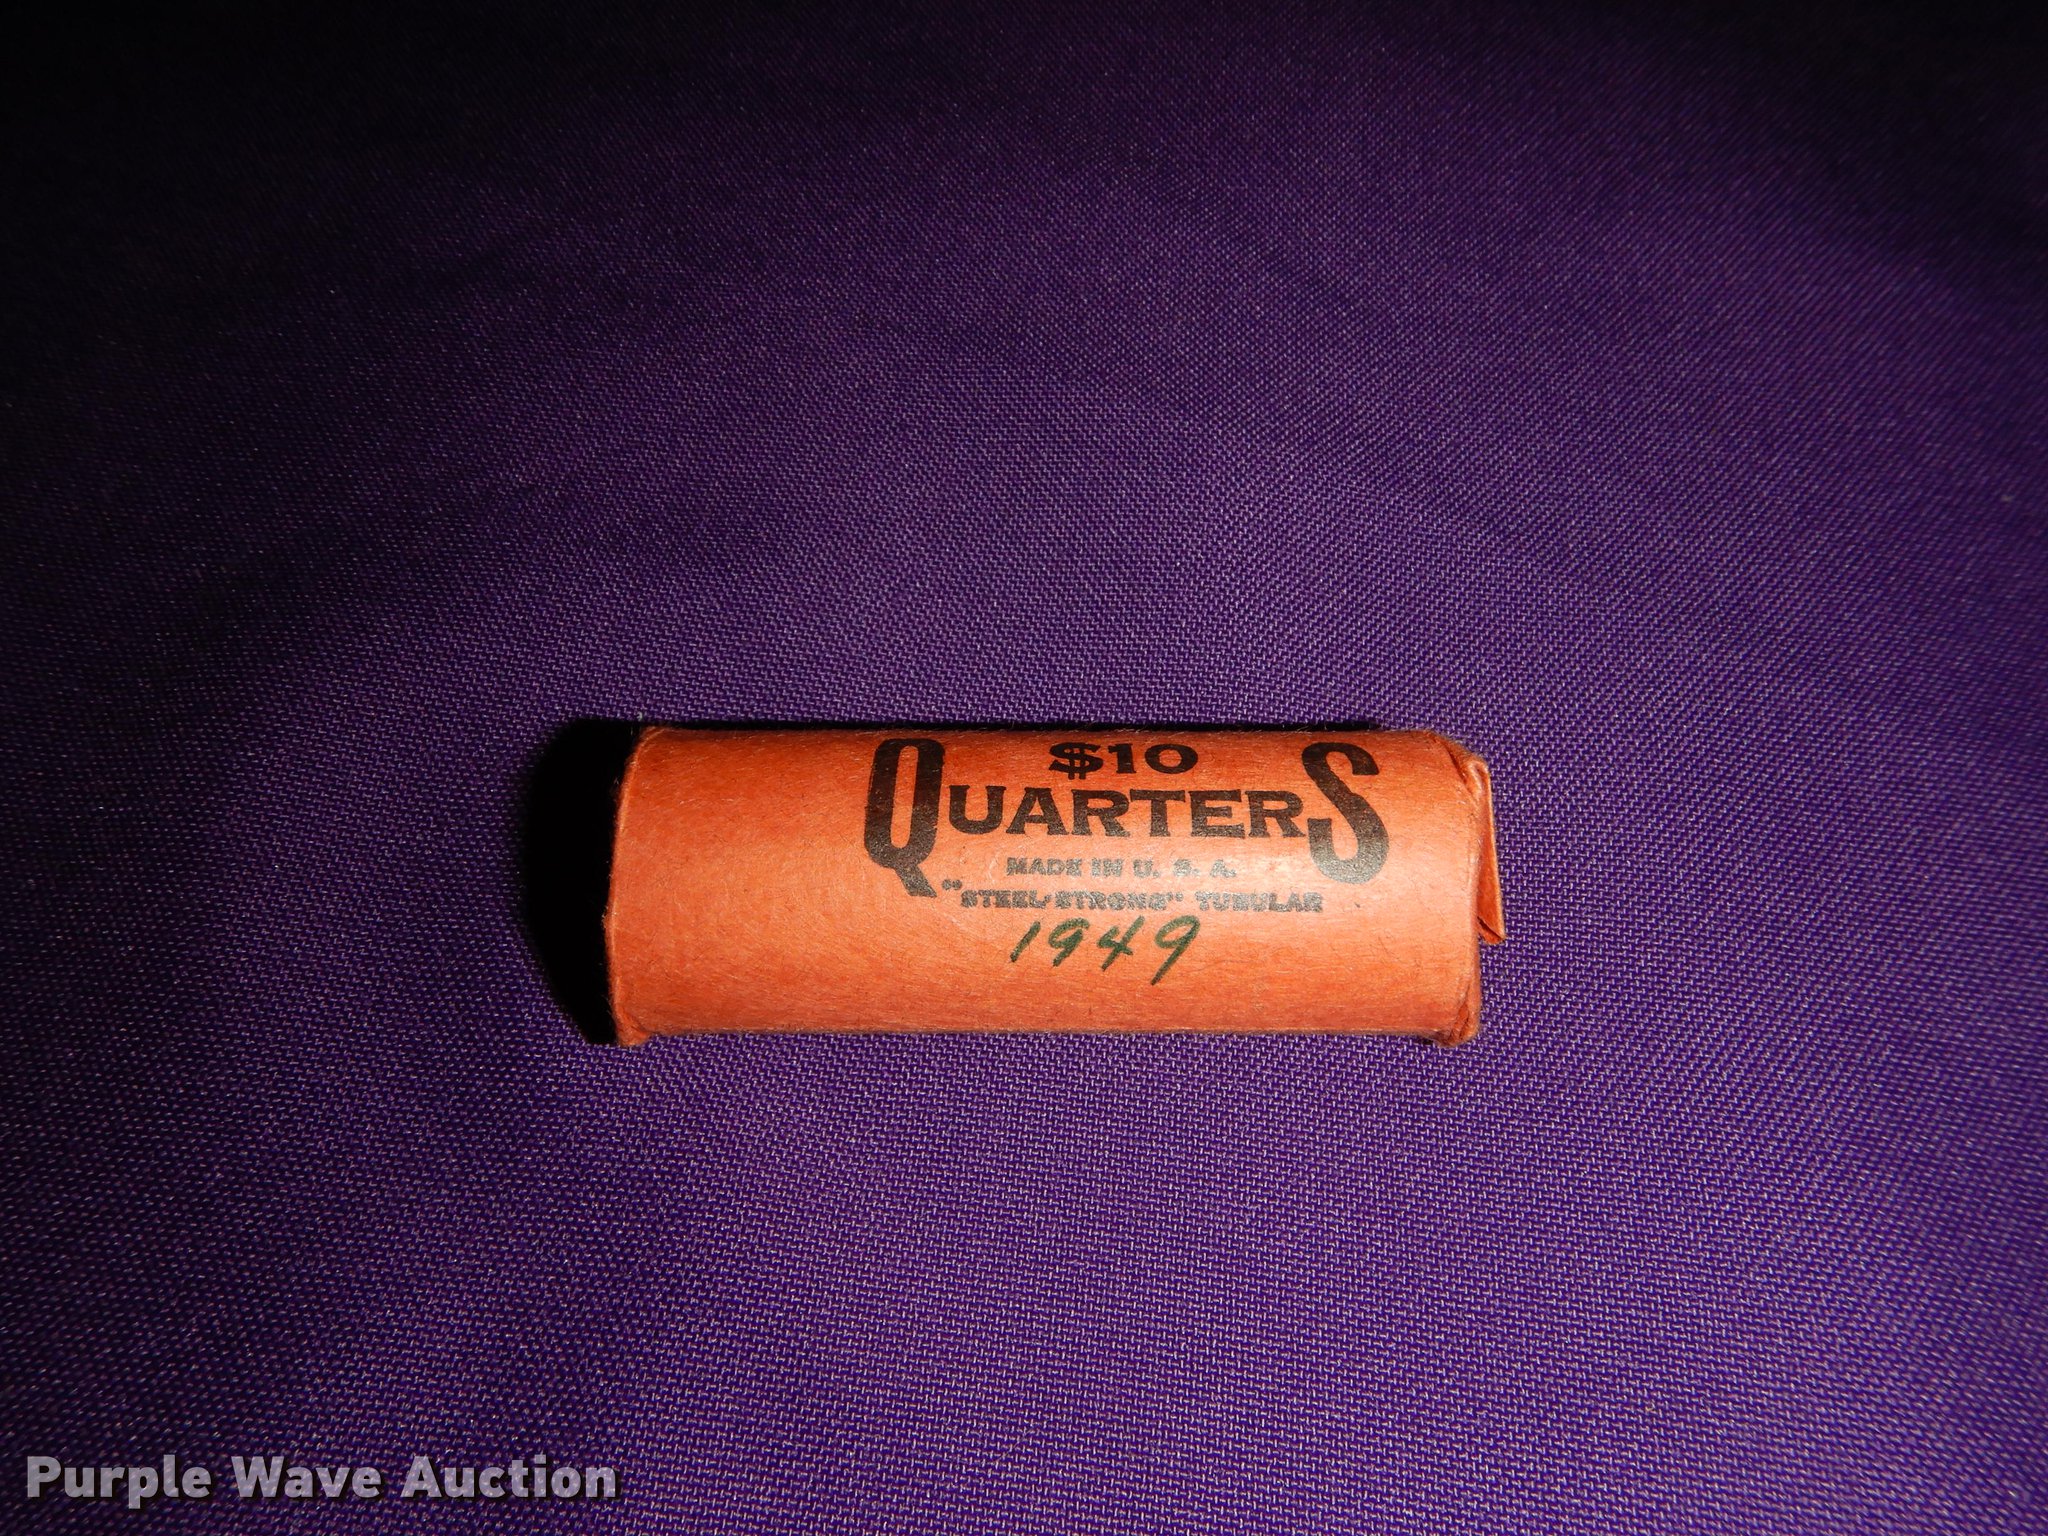 $10
QUARTERS
MADE IN U. S. A.
"STEEL-STRONG" TUBULAR
1949
Purple Wave Auction